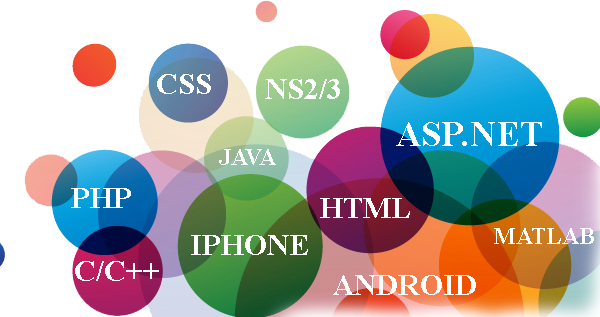 CSS
NS2/3
ASP.NET
JAVA
PHP
HTML
IPHONE
MATLAB
C/C++
ANDROID